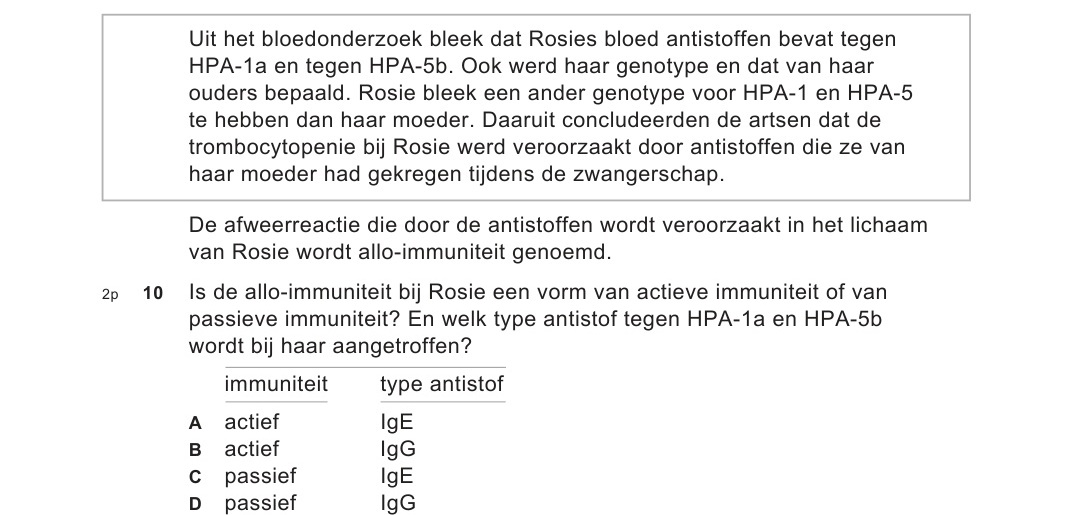 Uit het bloedonderzoek bleek dat Rosies bloed antistoffen bevat tegen
HPA-1a en tegen HPA-5b. Ook werd haar genotype en dat van haar
ouders bepaald. Rosie bleek een ander genotype voor HPA-1 en HPA-5
te hebben dan haar moeder. Daaruit concludeerden de artsen dat de
trombocytopenie bij Rosie werd veroorzaakt door antistoffen die ze van
haar moeder had gekregen tijdens de zwangerschap.
De afweerreactie die door de antistoffen wordt veroorzaakt in het lichaam
van Rosie wordt allo-immuniteit genoemd.
2p 10 Is de allo-immuniteit bij Rosie een vorm van actieve immuniteit of van
passieve immuniteit? En welk type antistof tegen HPA-1a en HPA-5b
wordt bij haar aangetroffen?
immuniteit type antistof
A actief IgE
B actief IgG
C passief IgE
D passief IgG